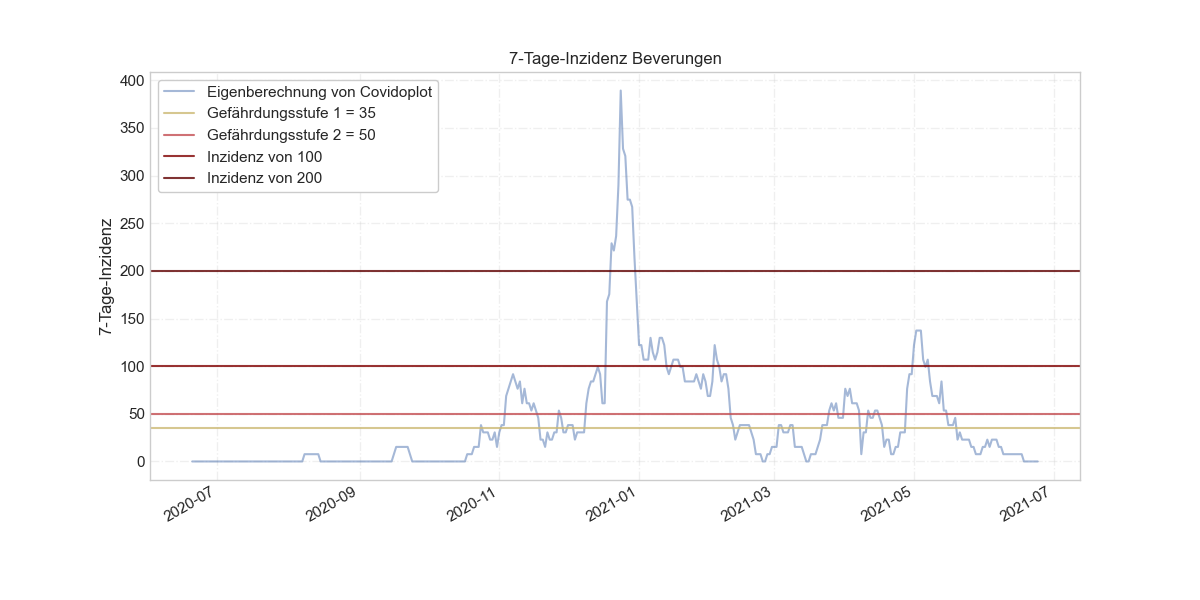 7-Tage-Inzidenz Beverungen
7-Tage-Inzidenz
400
350
300
250
200
150
100
50
0
Eigenberechnung von Covidoplot
Gefährdungsstufe 1 = 35
Gefährdungsstufe 2 = 50
Inzidenz von 100
Inzidenz von 200
2020-07
2020-09
2020-11
2021-01
2021-03
2021-05
2021-07